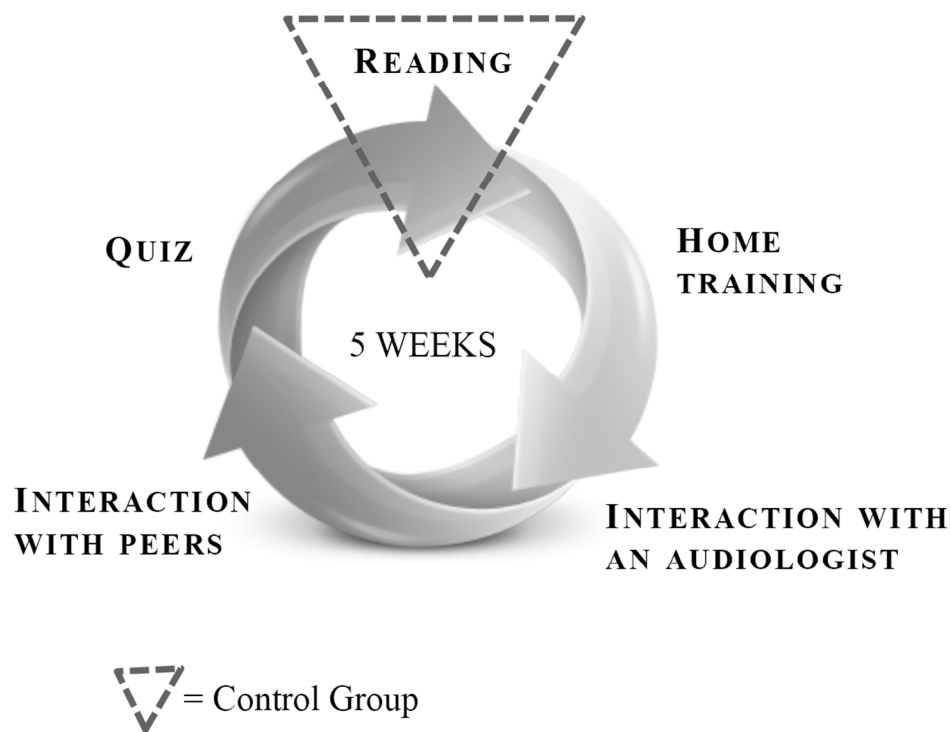 READING
QUIZ
HOME
TRAINING
5 WEEKS
INTERACTION
WITH PEERS
INTERACTION WITH
AN AUDIOLOGIST
= Control Group